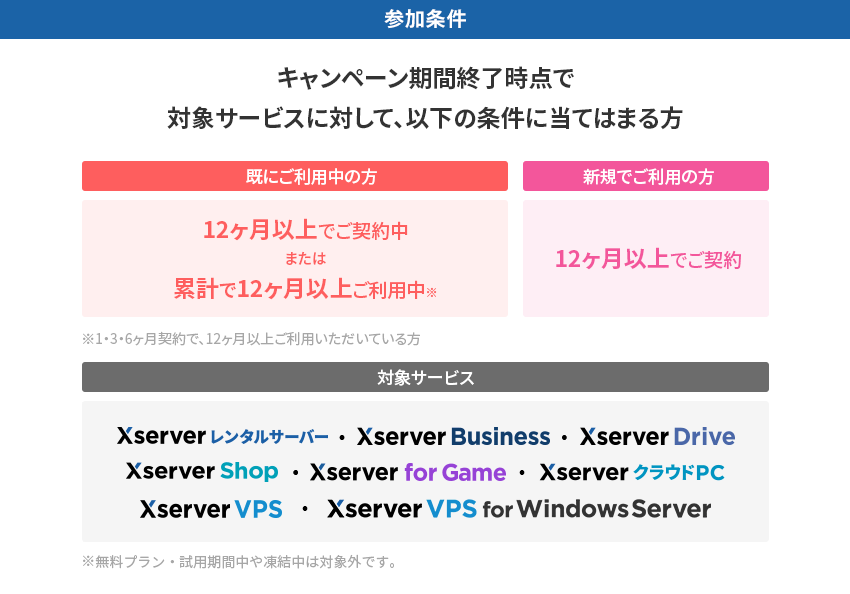 参加条件
キャンペーン期間終了時点で
対象サービスに対して、以下の条件に当てはまる方
既にご利用中の方
12ヶ月以上でご契約中
または
累計で12ヶ月以上ご利用中※
新規でご利用の方
12ヶ月以上でご契約
※1・3・6ヶ月契約で、12ヶ月以上ご利用いただいている方
対象サービス
Xserver レンタルサーバー ・ Xserver Business ・ Xserver Drive
Xserver Shop ・ Xserver for Game ・ Xserver クラウドPC
Xserver VPS ・ Xserver VPS for Windows Server
※無料プラン・試用期間中や凍結中は対象外です。